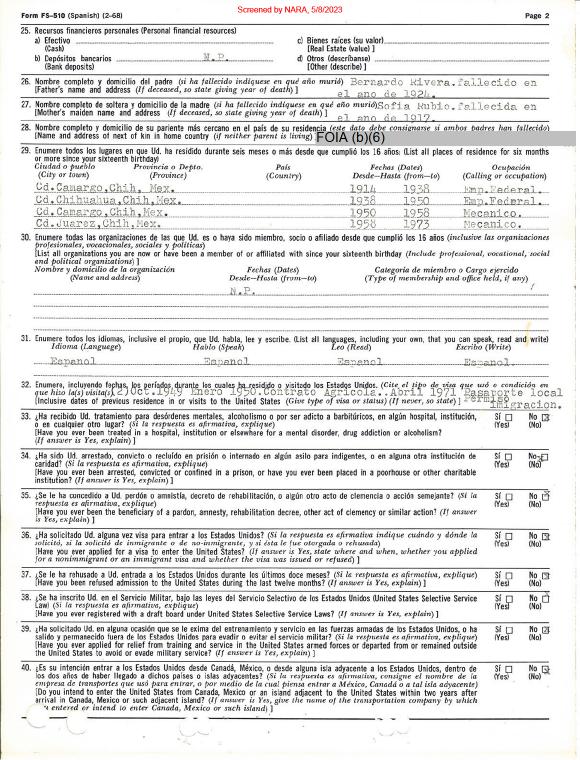 Screened by NARA, 5/8/2023
Form FS-510 (Spanish) (2-68) Page 2
25. Recursos financieros personales (Personal financial resources)
a) Efectivo c) Bienes raíces (su valor)
(Cash) [Real Estate (value) ]
b) Depósitos bancarios N.P. d) Otros (descríbanse)
(Bank deposits) [Other (describe) ]
26. Nombre completo y domicilio del padre (si ha fallecido indíquese en qué año murió) Bernardo Rivera.fallecido en
[Father's name and address (If deceased, so state giving year of death) ] el ano de 1924.
27. Nombre completo de soltera y domicilio de la madre (si ha fallecido indíquese en qué año murió) Sofia Rubio.fallecida en
[Mother's maiden name and address (If deceased, so state giving year of death) ] el ano de 1917.
28. Nombre completo y domicilio de su pariente más cercano en el país de su residencia (este dato debe consignarse si ambos padres han fallecido)
[Name and address of next of kin in home country (if neither parent is living) FOIA (b)(6)
29. Enumere todos los lugares en que Ud. ha residido durante seis meses o más desde que cumplió los 16 años: (List all places of residence for six months
or more since your sixteenth birthday)
Ciudad o pueblo Provincia o Depto. País Fechas (Dates) Ocupación
(City or town) (Province) (Country) Desde—Hasta (from—to) (Calling or occupation)
Cd.Camargo,Chih, Mex. 1914 1938 Emp.Federal.
Cd.Chihuahua,Chih,Mex. 1938 1950 Emp.Federal.
Cd.Camargo,Chih, Mex. 1950 1958 Mecanico.
Cd.Juarez,Chih,Mex. 1958 1973 Mecanico.
30. Enumere todas las organizaciones de las que Ud. es o haya sido miembro, socio o afiliado desde que cumplió los 16 años (inclusive las organizaciones
profesionales, vocacionales, sociales y políticas)
[List all organizations you are now or have been a member of or affiliated with since your sixteenth birthday (Include professional, vocational, social
and political organizations) ]
Nombre y domicilio de la organización Fechas (Dates) Categoría de miembro o Cargo ejercido
(Name and address) Desde—Hasta (from—to) (Type of membership and office held, if any)
N.P.
31. Enumere todos los idiomas, inclusive el propio, que Ud. habla, lee y escribe. (List all languages, including your own, that you can speak, read and write)
Idioma (Language) Hablo (Speak) Leo (Read) Escribo (Write)
Espanol Espanol Espanol Espanol.
32. Enumere, incluyendo fechas, los períodos durante los cuales ha residido o visitado los Estados Unidos. (Cite el tipo de visa que usó o condición en
que hizo la(s) visita(s) Oct.1949 Enero 1950.Contrato Agricola..Abril 1971 Pasaporte local
(Inclusive dates of previous residence in or visits to the United States (Give type of visa or status) (If never, so state) ] Permiso
imigracion.
33. ¿Ha recibido Ud. tratamiento para desórdenes mentales, alcoholismo o por ser adicto a barbitúricos, en algún hospital, institución, Sí No
o en cualquier otro lugar? (Si la respuesta es afirmativa, explique) (Yes) (No)
[Have you been treated in a hospital, institution or elsewhere for a mental disorder, drug addiction or alcoholism?
(If answer is Yes, explain) ]
34. ¿Ha sido Ud. arrestado, convicto o recluído en prisión o internado en algún asilo para indigentes, o en alguna otra institución de Sí No
caridad? (Si la respuesta es afirmativa, explique) (Yes) (No)
[Have you ever been arrested, convicted or confined in a prison, or have you ever been placed in a poorhouse or other charitable
institution? (If answer is Yes, explain) ]
35. ¿Se le ha concedido a Ud. perdón o amnistía, decreto de rehabilitación, o algún otro acto de clemencia o acción semejante? (Si la Sí No
respuesta es afirmativa, explique) (Yes) (No)
[Have you ever been the beneficiary of a pardon, amnesty, rehabilitation decree, other act of clemency or similar action? (If answer
is Yes, explain) ]
36. ¿Ha solicitado Ud. alguna vez visa para entrar a los Estados Unidos? (Si la respuesta es afirmativa indique cuándo y dónde la Sí No
solicitó, si la solicitó de inmigrante o de no-inmigrante, y si ésta le fue otorgada o rehusada) (Yes) (No)
[Have you ever applied for a visa to enter the United States? (If answer is Yes, state where and when, whether you applied
for a nonimmigrant or an immigrant visa and whether the visa was issued or refused) ]
37. ¿Se le ha rehusado a Ud. entrada a los Estados Unidos durante los últimos doce meses? (Si la respuesta es afirmativa, explique) Sí No
[Have you been refused admission to the United States during the last twelve months? (If answer is Yes, explain) ] (Yes) (No)
38. ¿Se ha inscrito Ud. en el Servicio Militar, bajo las leyes del Servicio Selectivo de los Estados Unidos (United States Selective Service Sí No
Law) (Si la respuesta es afirmativa, explique) (Yes) (No)
[Have you ever registered with a draft board under United States Selective Service Laws? (If answer is Yes, explain) ]
39. ¿Ha solicitado Ud. en alguna ocasión que se le exima del entrenamiento y servicio en las fuerzas armadas de los Estados Unidos, o ha Sí No
salido y permanecido fuera de los Estados Unidos para evadir o evitar el servicio militar? (Si la respuesta es afirmativa, explique) (Yes) (No)
[Have you ever applied for relief from training and service in the United States armed forces or departed from or remained outside
the United States to avoid or evade military service? (If answer is Yes, explain) ]
40. ¿Es su intención entrar a los Estados Unidos desde Canadá, México, o desde alguna isla adyacente a los Estados Unidos, dentro de Sí No
los dos años de haber llegado a dichos países o islas adyacentes? (Si la respuesta es afirmativa, consigne el nombre de la (Yes) (No)
empresa de transportes que usó para entrar, o por medio de la cual piensa entrar a México, Canadá o a tal isla adyacente)
[Do you intend to enter the United States from Canada, Mexico or an island adjacent to the United States within two years after
arrival in Canada, Mexico or such adjacent island? (If answer is Yes, give the name of the transportation company by which
entered or intend to enter Canada, Mexico or such island) ]